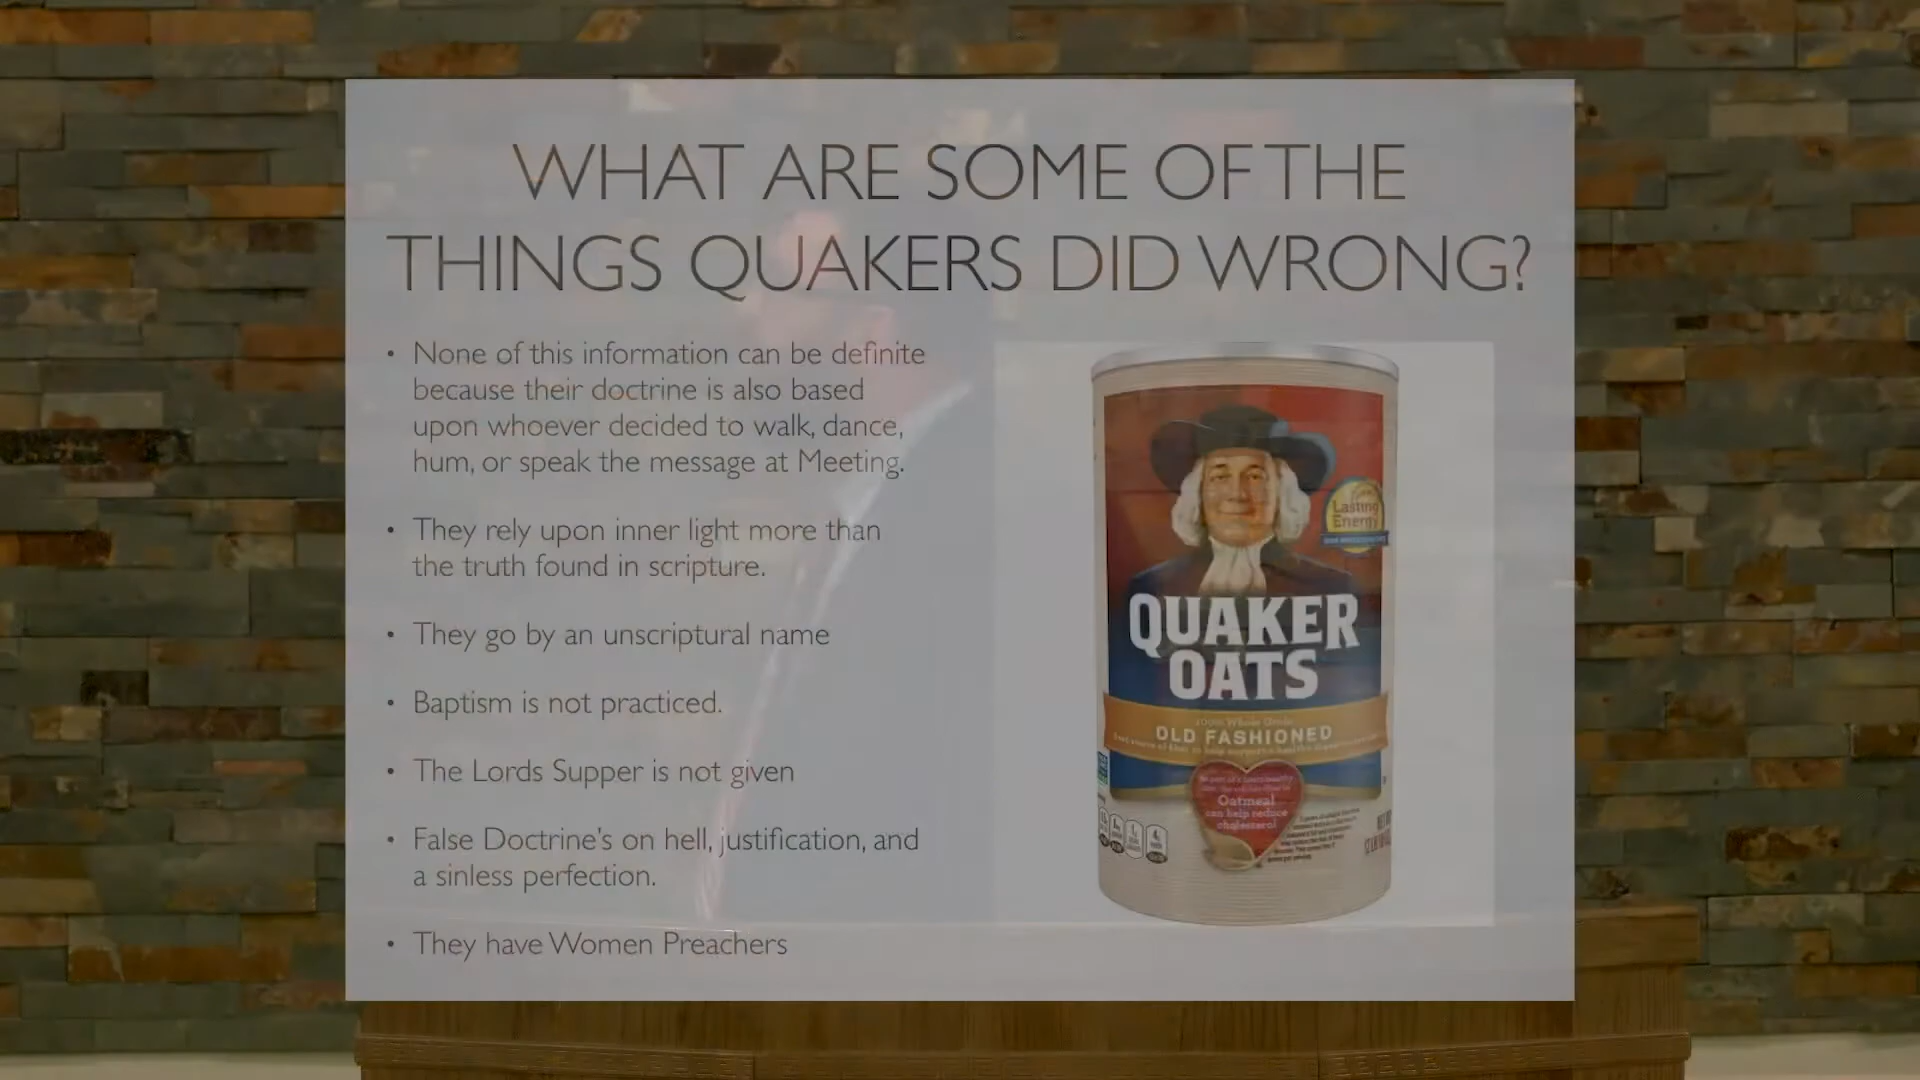 WHAT ARE SOME OF THE
THINGS QUAKERS DID WRONG?
• None of this information can be definite
because their doctrine is also based
upon whoever decided to walk, dance,
hum, or speak the message at Meeting.
• They rely upon inner light more than
the truth found in scripture.
• They go by an unscriptural name
• Baptism is not practiced.
• The Lords Supper is not given
• False Doctrine's on hell, justification, and
a sinless perfection.
• They have Women Preachers
Lasting
Energy
QUAKER
OATS
100% Whole Grain
OLD FASHIONED
Oatmeal
can help reduce
cholesterol